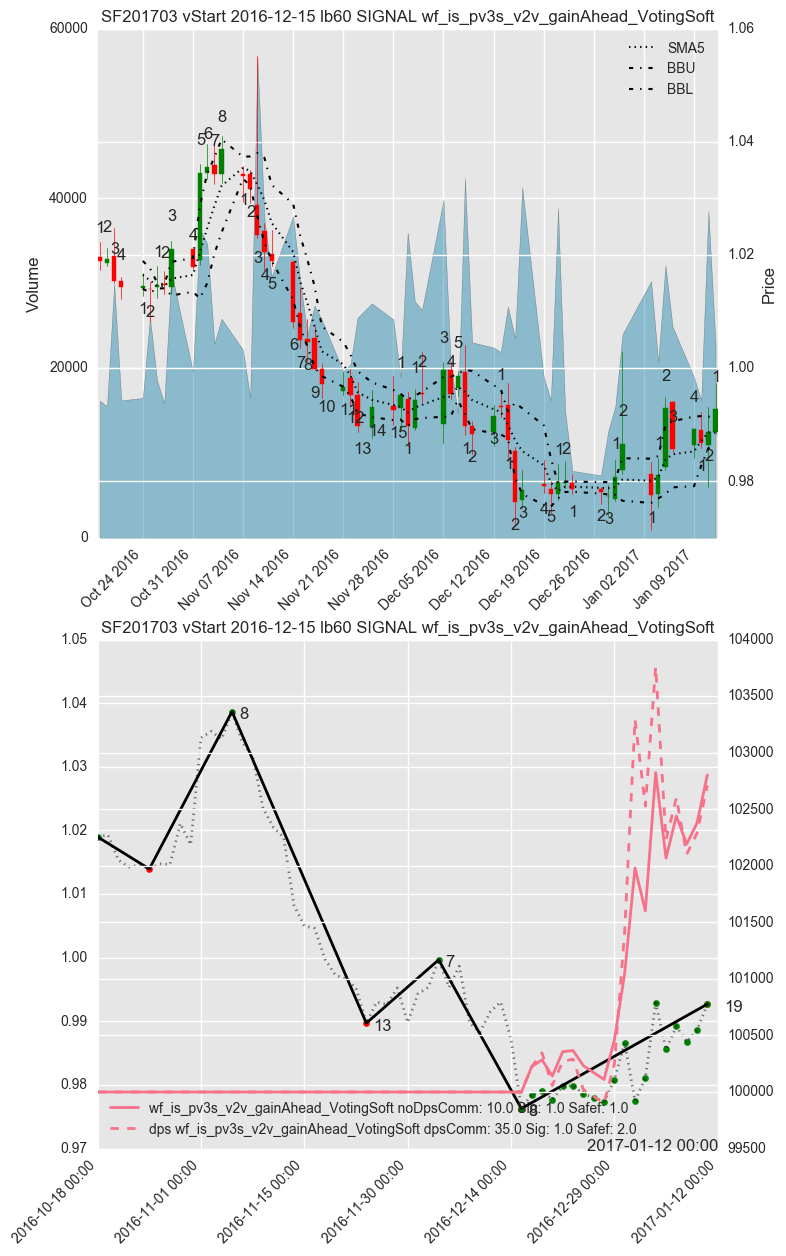 SF201703 vStart 2016-12-15 lb60 SIGNAL wf_is_pv3s_v2v_gainAhead_VotingSoft
60000
40000
20000
0
Volume
1.06
1.04
1.02
1.00
0.98
Price
SMA5
BBU
BBL
Oct 24 2016
Oct 31 2016
Nov 07 2016
Nov 14 2016
Nov 21 2016
Nov 28 2016
Dec 05 2016
Dec 12 2016
Dec 19 2016
Dec 26 2016
Jan 02 2017
Jan 09 2017
SF201703 vStart 2016-12-15 lb60 SIGNAL wf_is_pv3s_v2v_gainAhead_VotingSoft
1.05
1.04
1.03
1.02
1.01
1.00
0.99
0.98
0.97
104000
103500
103000
102500
102000
101500
101000
100500
100000
99500
8
13
7
8
19
wf_is_pv3s_v2v_gainAhead_VotingSoft noDpsComm: 10.0 Sig: 1.0 Safef: 1.0
dps wf_is_pv3s_v2v_gainAhead_VotingSoft dpsComm: 35.0 Sig: 1.0 Safef: 2.0
2017-01-12 00:00
2016-10-18 00:00
2016-11-01 00:00
2016-11-15 00:00
2016-11-30 00:00
2016-12-14 00:00
2016-12-29 00:00
2017-01-12 00:00